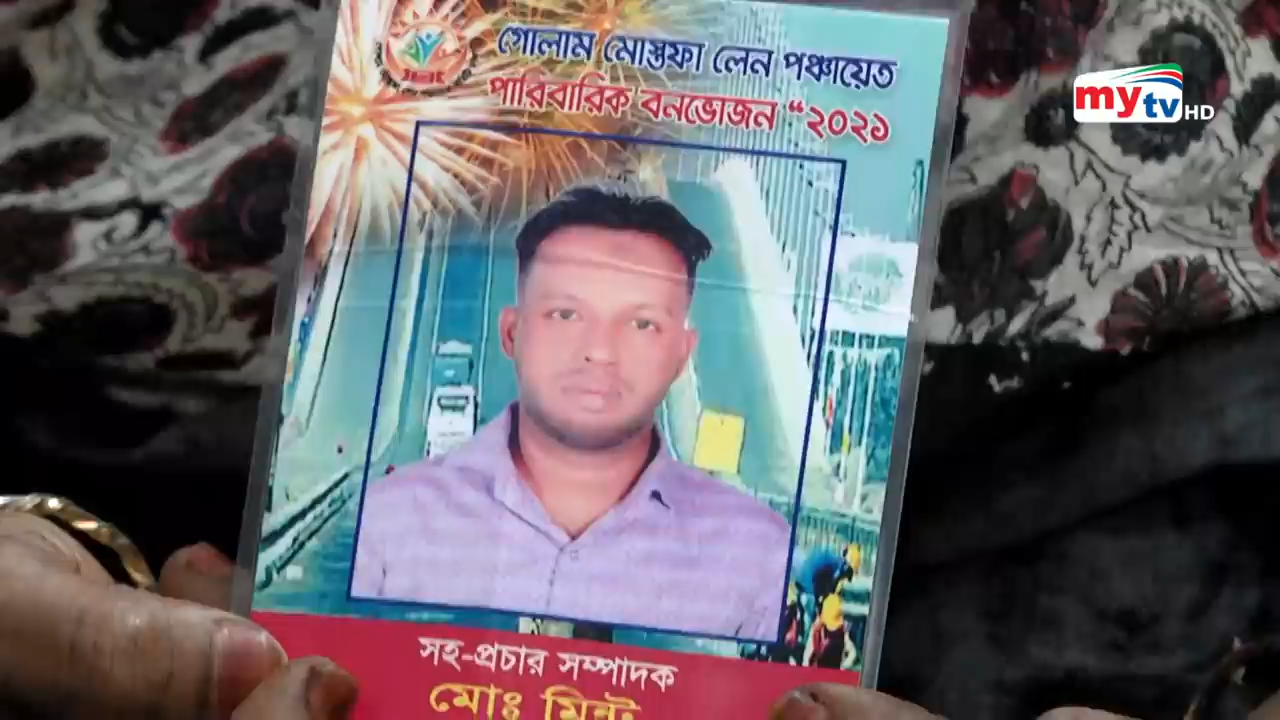 গোলাম মোস্তফা লেন পঞ্চায়েত
পারিবারিক বনভোজন “২০২১
সহ-প্রচার সম্পাদক
মোঃ মিন্টু
mytv HD